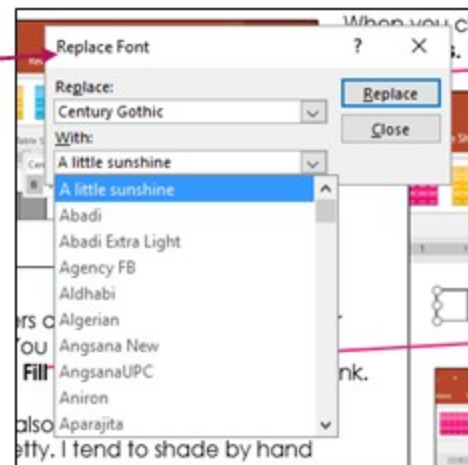 When you c
Replace Font
s.
Replace:
Century Gothic
Replace
With:
Close
A little sunshine
A little sunshine
Abadi
Abadi Extra Light
Agency FB
Aldhabi
Algerian
Angsana New
AngsanaUPC
Aniron
Aparajita
ers o
You
Fill
nk.
also
etty. I tend to shade by hand